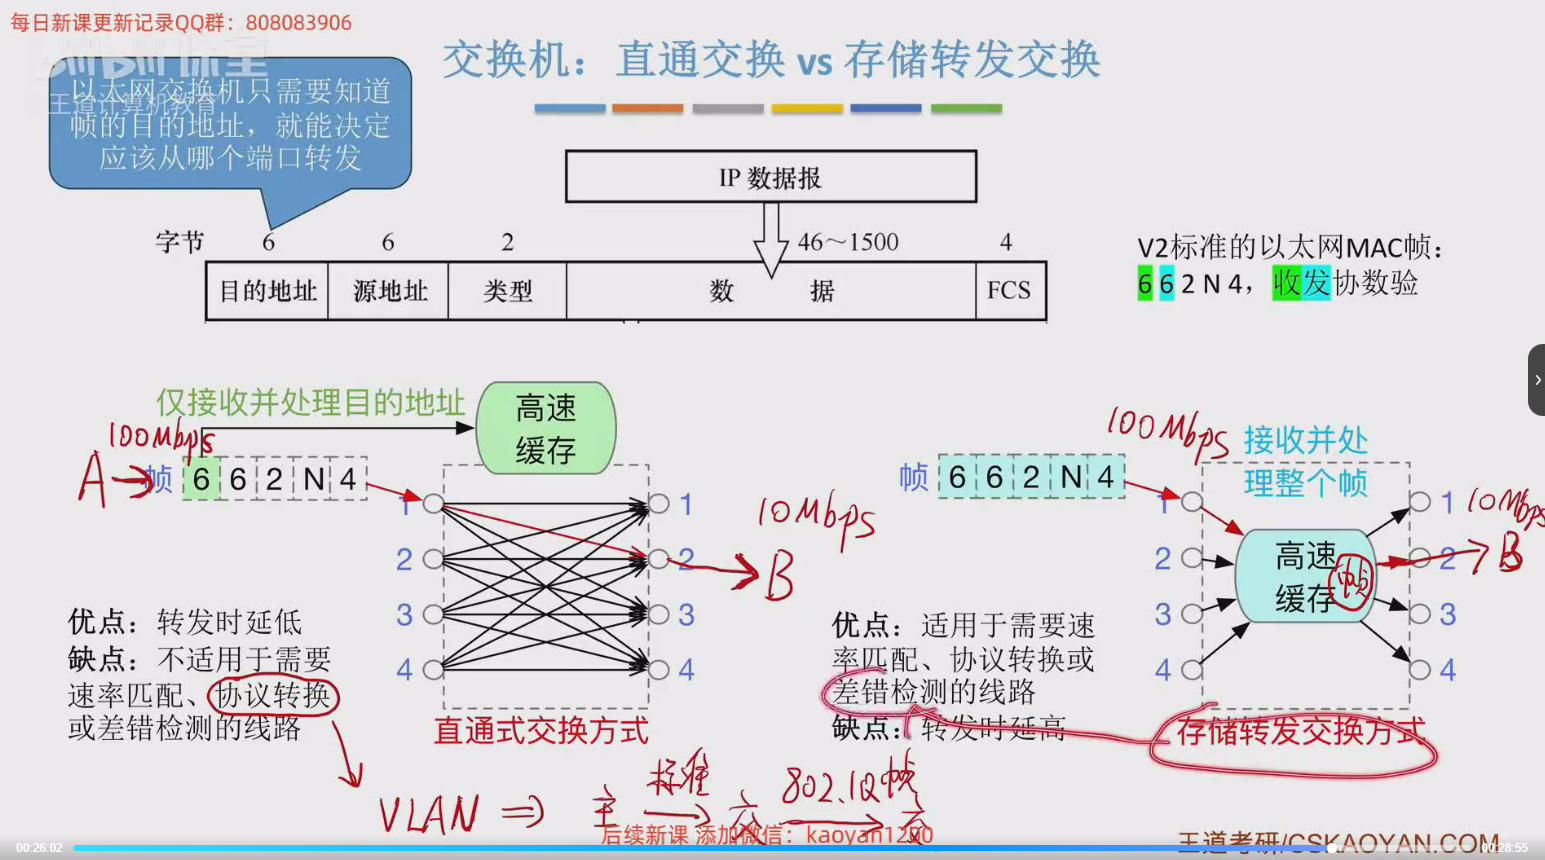 每日新课更新记录QQ群：808083906
交换机：直通交换 vs 存储转发交换
王道计算机教育
以太网交换机只需要知道
帧的目的地址，就能决定
应该从哪个端口转发
IP 数据报
字节 6 6 2 46～1500 4
目的地址 源地址 类型 数 据 FCS
V2标准的以太网MAC帧：
6 6 2 N 4，收发协数验
仅接收并处理目的地址
高速
缓存
100Mbps
A
帧 6 6 2 N 4
1 1
2 2
3 3
4 4
10Mbps
B
优点：转发时延低
缺点：不适用于需要
速率匹配、协议转换
或差错检测的线路
直通式交换方式
100Mbps
接收并处
理整个帧
帧 6 6 2 N 4
1 1
2 2
3 3
4 4
高速
缓存
帧
10Mbps
B
优点：适用于需要速
率匹配、协议转换或
差错检测的线路
缺点：转发时延高
存储转发交换方式
VLAN ⇒ 主 标准 交 802.1Q帧 交
后续新课 添加微信：kaoyan1200
王道考研/CSKAOYAN.COM
00:26:02
00:28:55